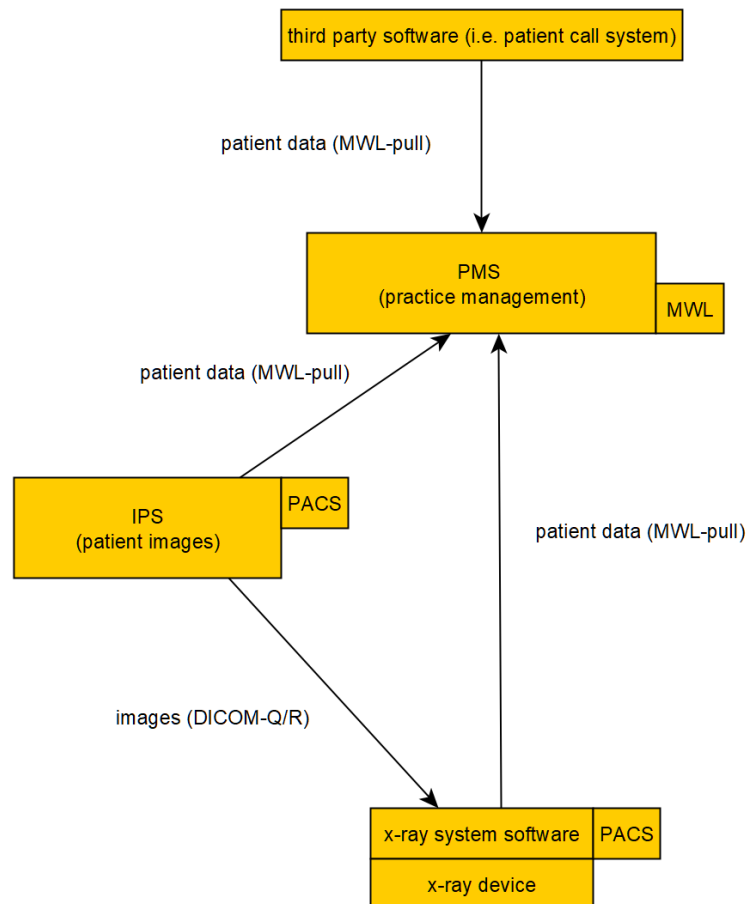 third party software (i.e. patient call system)
patient data (MWL-pull)
PMS
(practice management)
MWL
patient data (MWL-pull)
IPS
(patient images)
PACS
patient data (MWL-pull)
images (DICOM-Q/R)
x-ray system software
PACS
x-ray device